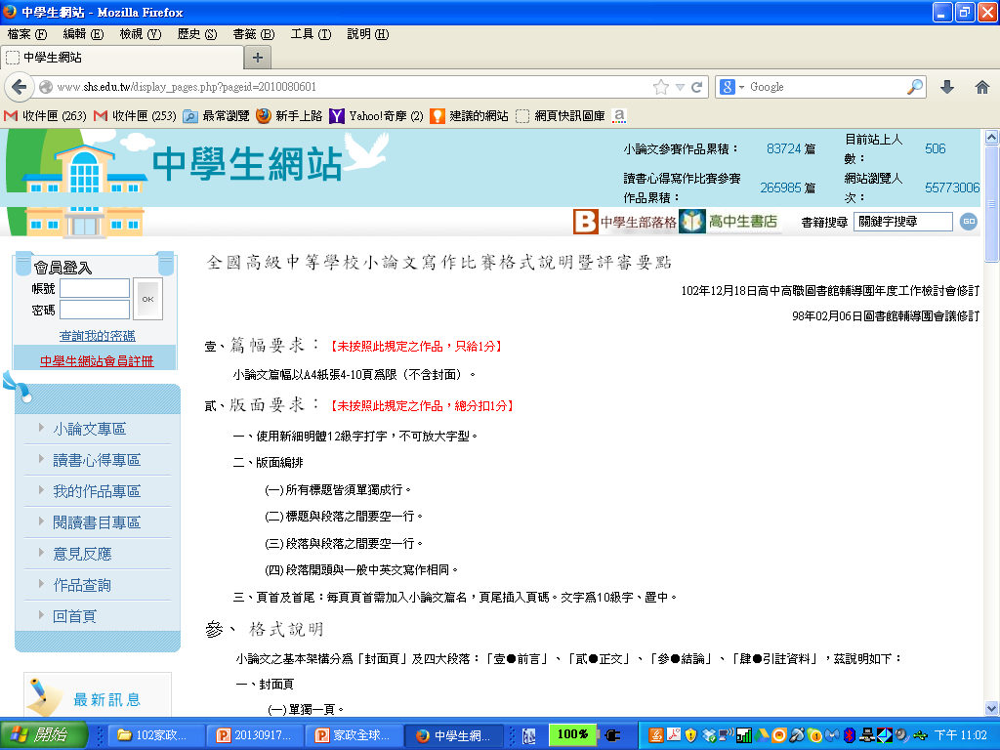 中學生網站 - Mozilla Firefox
檔案 (F) 編輯 (E) 檢視 (V) 歷史 (S) 書籤 (B) 工具 (T) 說明 (H)
中學生網站
www.shs.edu.tw/display_pages.php?pageid=2010080601
Google
收件匣 (263) 收件匣 (253) 最常瀏覽 新手上路 Yahoo!奇摩 (2) 建議的網站 網頁快訊圖庫
中學生網站
小論文參賽作品累積： 83724 篇
讀書心得寫作比賽參賽
作品累積： 265985 篇
目前站上人
數： 506
網站瀏覽人
次： 55773006
中學生部落格 高中生書店 書籍搜尋 關鍵字搜尋 GO
會員登入
帳號
密碼
OK
查詢我的密碼
中學生網站會員註冊
小論文專區
讀書心得專區
我的作品專區
閱讀書目專區
意見反應
作品查詢
回首頁
最新訊息
全國高級中等學校小論文寫作比賽格式說明暨評審要點
102年12月18日高中高職圖書館輔導團年度工作檢討會修訂
98年02月06日圖書館輔導團會議修訂
壹、篇幅要求：【未按照此規定之作品，只給1分】
小論文篇幅以A4紙張4-10頁為限（不含封面）。
貳、版面要求：【未按照此規定之作品，總分扣1分】
一、使用新細明體12級字打字，不可放大字型。
二、版面編排
(一)所有標題皆須單獨成行。
(二)標題與段落之間要空一行。
(三)段落與段落之間要空一行。
(四)段落開頭與一般中英文寫作相同。
三、頁首及頁尾：每頁頁首需加入小論文篇名，頁尾插入頁碼。文字為10級字、置中。
參、 格式說明
小論文之基本架構分為「封面頁」及四大段落：「壹●前言」、「貳●正文」、「參●結論」、「肆●引註資料」，茲說明如下：
一、封面頁
(一)單獨一頁。
開始 102家政... 20130917... 家政全球... 中學生網... 100% 下午 11:02